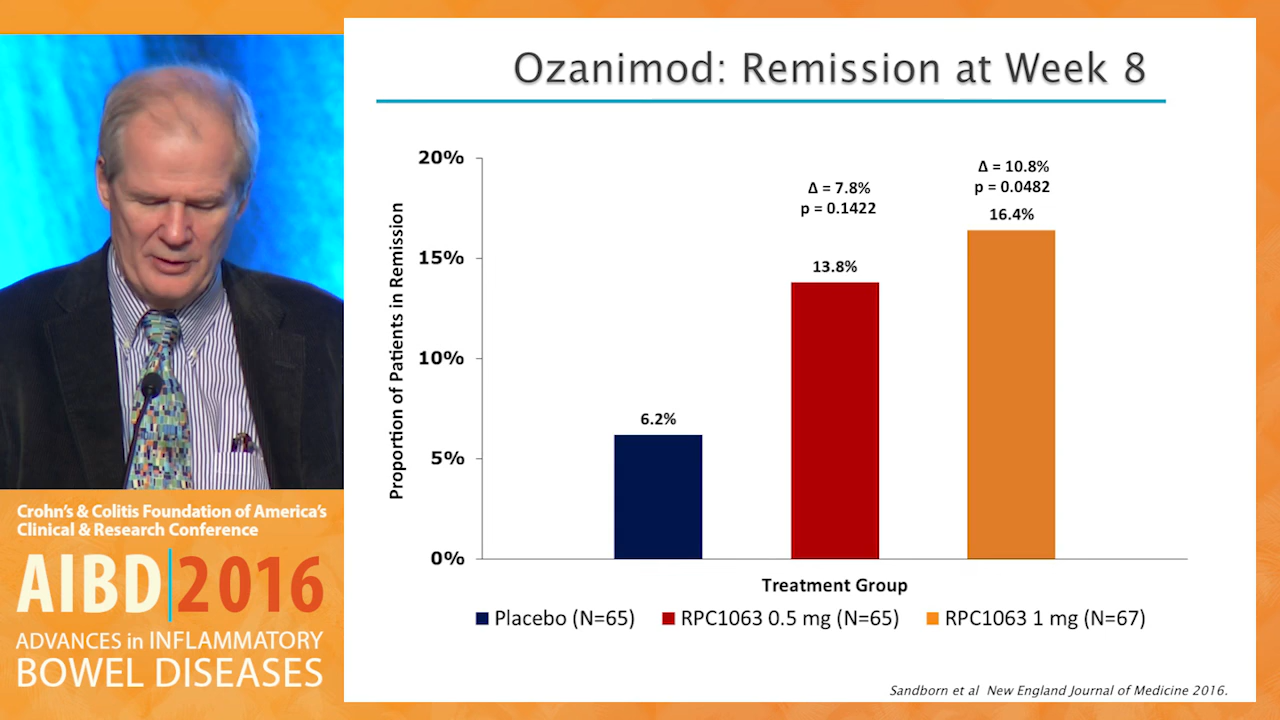 Ozanimod: Remission at Week 8
Proportion of Patients in Remission
20%
15%
10%
5%
0%
6.2%
Δ = 7.8%
p = 0.1422
13.8%
Δ = 10.8%
p = 0.0482
16.4%
Treatment Group
Placebo (N=65) RPC1063 0.5 mg (N=65) RPC1063 1 mg (N=67)
Sandborn et al New England Journal of Medicine 2016.
Crohn's & Colitis Foundation of America's
Clinical & Research Conference
AIBD 2016
ADVANCES in INFLAMMATORY
BOWEL DISEASES